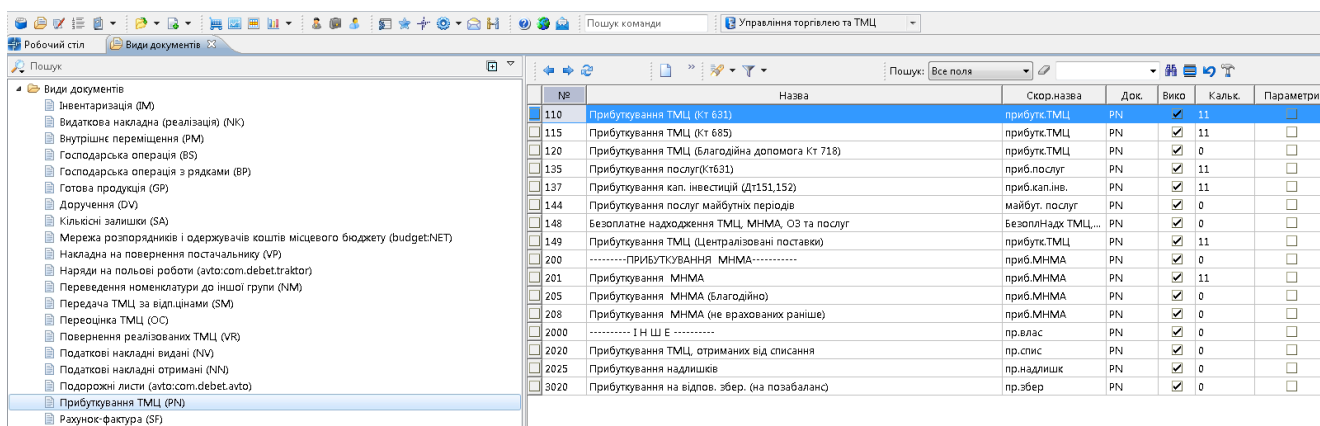 Пошук команди Управління торгівлею та ТМЦ
Робочий стіл Види документів
Пошук
Види документів
Інвентаризація (IM)
Видаткова накладна (реалізація) (NK)
Внутрішнє переміщення (PM)
Господарська операція (BS)
Господарська операція з рядками (BP)
Готова продукція (GP)
Доручення (DV)
Кількісні залишки (SA)
Мережа розпорядників і одержувачів коштів місцевого бюджету (budget:NET)
Накладна на повернення постачальнику (VP)
Наряди на польові роботи (avto:com.debet.traktor)
Переведення номенклатури до іншої групи (NM)
Передача ТМЦ за відп.цінами (SM)
Переоцінка ТМЦ (OC)
Повернення реалізованих ТМЦ (VR)
Податкові накладні видані (NV)
Податкові накладні отримані (NN)
Подорожні листи (avto:com.debet.avto)
Прибуткування ТМЦ (PN)
Рахунок-фактура (SF)
Пошук: Все поля
№ Назва Скор.назва Док. Вико Кальк. Параметри
110 Прибуткування ТМЦ (Кт 631) прибутк.ТМЦ PN 11
115 Прибуткування ТМЦ (Кт 685) прибутк.ТМЦ PN 11
120 Прибуткування ТМЦ (Благодійна допомога Кт 718) прибутк.ТМЦ PN 0
135 Прибуткування послуг(Кт631) приб.послуг PN 11
137 Прибуткування кап. інвестицій (Дт151,152) приб.кап.інв. PN 11
144 Прибуткування послуг майбутніх періодів майбут. послуг PN 0
148 Безоплатне надходження ТМЦ, МНМА, ОЗ та послуг БезоплНадх ТМЦ,... PN 0
149 Прибуткування ТМЦ (Централізовані поставки) прибутк.ТМЦ PN 11
200 ---------ПРИБУТКУВАННЯ МНМА----------- приб.МНМА PN 0
201 Прибуткування МНМА приб.МНМА PN 11
205 Прибуткування МНМА (Благодійно) приб.МНМА PN 0
208 Прибуткування МНМА (не врахованих раніше) приб.МНМА PN 0
2000 ---------- І Н Ш Е ---------- пр.влас PN 0
2020 Прибуткування ТМЦ, отриманих від списання пр.спис PN 0
2025 Прибуткування надлишків пр.надлишк PN 0
3020 Прибуткування на відпов. збер. (на позабаланс) пр.збер PN 0